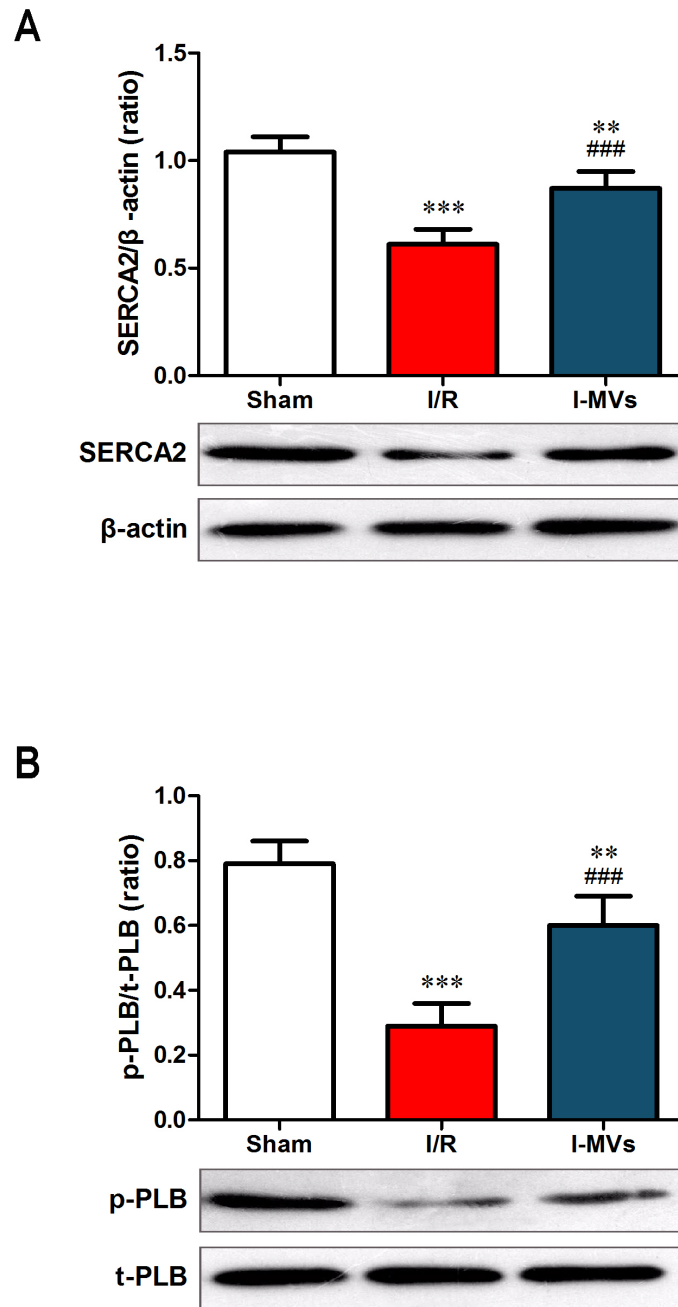 A
SERCA2/β -actin (ratio)
1.5
1.0
0.5
0.0
***
**
###
Sham I/R I-MVs
SERCA2
β-actin
B
p-PLB/t-PLB (ratio)
1.0
0.8
0.6
0.4
0.2
0.0
***
**
###
Sham I/R I-MVs
p-PLB
t-PLB